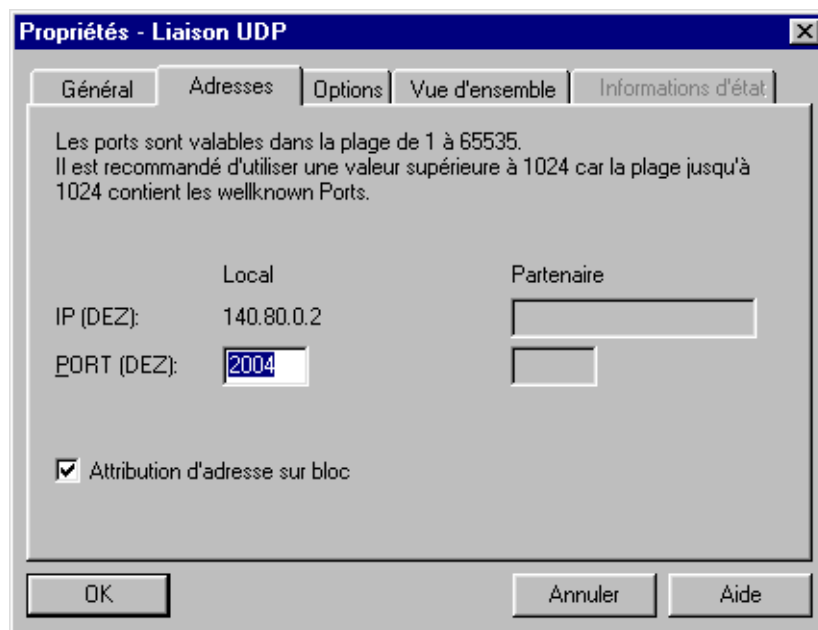 Propriétés - Liaison UDP
Général Adresses Options Vue d'ensemble Informations d'état
Les ports sont valables dans la plage de 1 à 65535.
Il est recommandé d'utiliser une valeur supérieure à 1024 car la plage jusqu'à
1024 contient les wellknown Ports.
Local Partenaire
IP (DEZ): 140.80.0.2
PORT (DEZ): 2004
Attribution d'adresse sur bloc
OK Annuler Aide